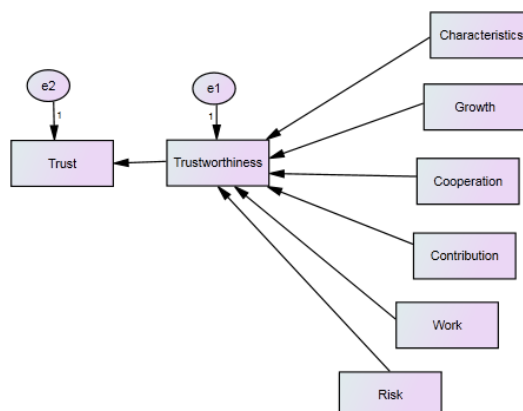 Characteristics
e2
e1
1
1
Growth
Trust
Trustworthiness
Cooperation
Contribution
Work
Risk